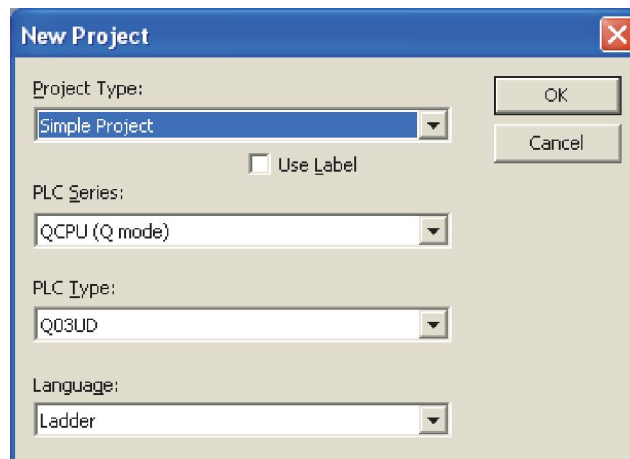 New Project
Project Type:
OK
Simple Project
Cancel
Use Label
PLC Series:
QCPU (Q mode)
PLC Type:
Q03UD
Language:
Ladder